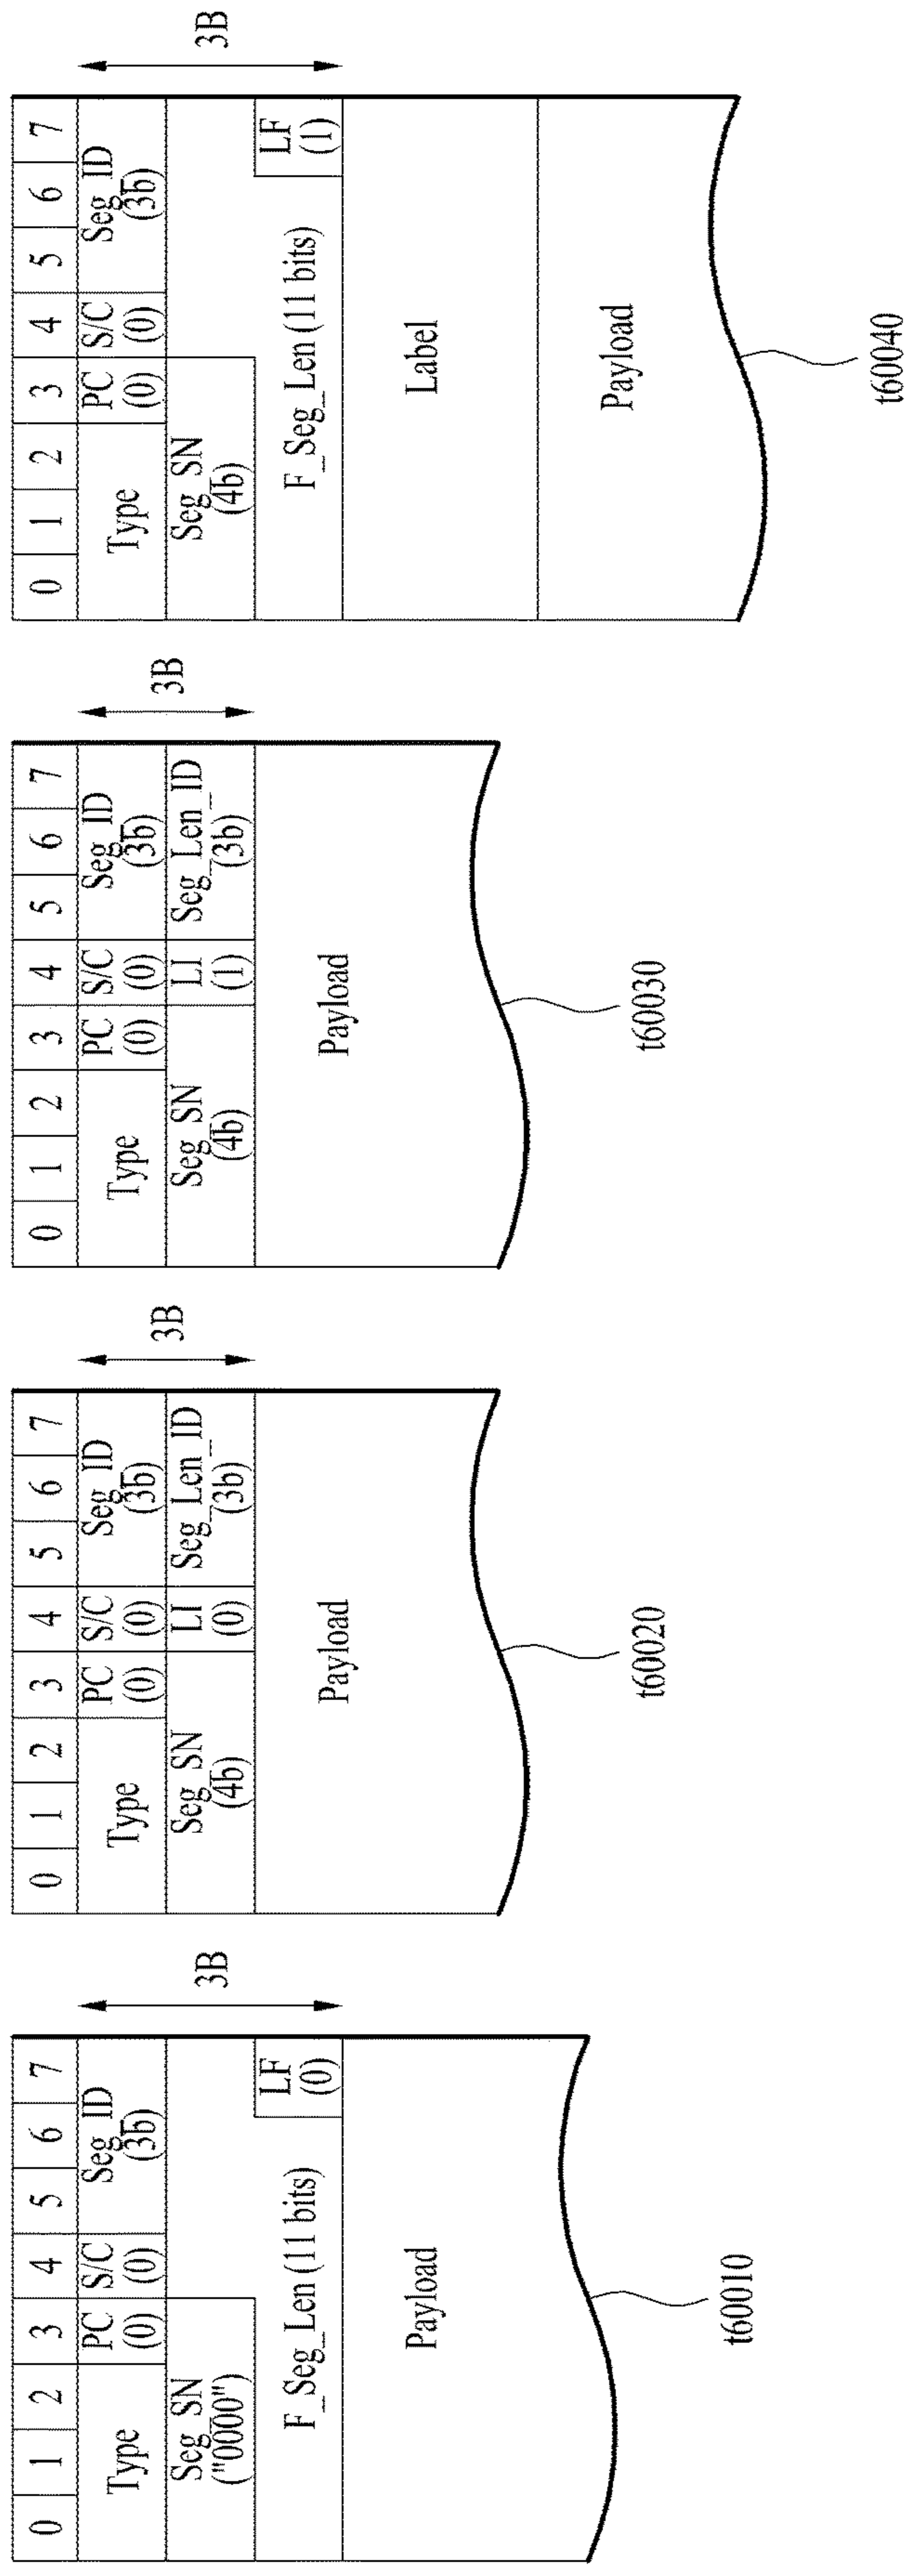 0 1 2 3 4 5 6 7
Type
PC
(0)
S/C
(0)
Seg_ID
(3b)
3B
Seg_SN
("0000")
F_Seg_Len (11 bits)
LF
(0)
Payload
t60010
0 1 2 3 4 5 6 7
Type
PC
(0)
S/C
(0)
Seg_ID
(3b)
3B
Seg_SN
(4b)
LI
(0)
Seg_Len_ID
(3b)
Payload
t60020
0 1 2 3 4 5 6 7
Type
PC
(0)
S/C
(0)
Seg_ID
(3b)
3B
Seg_SN
(4b)
LI
(1)
Seg_Len_ID
(3b)
Payload
t60030
0 1 2 3 4 5 6 7
Type
PC
(0)
S/C
(0)
Seg_ID
(3b)
3B
Seg_SN
(4b)
F_Seg_Len (11 bits)
LF
(1)
Label
Payload
t60040